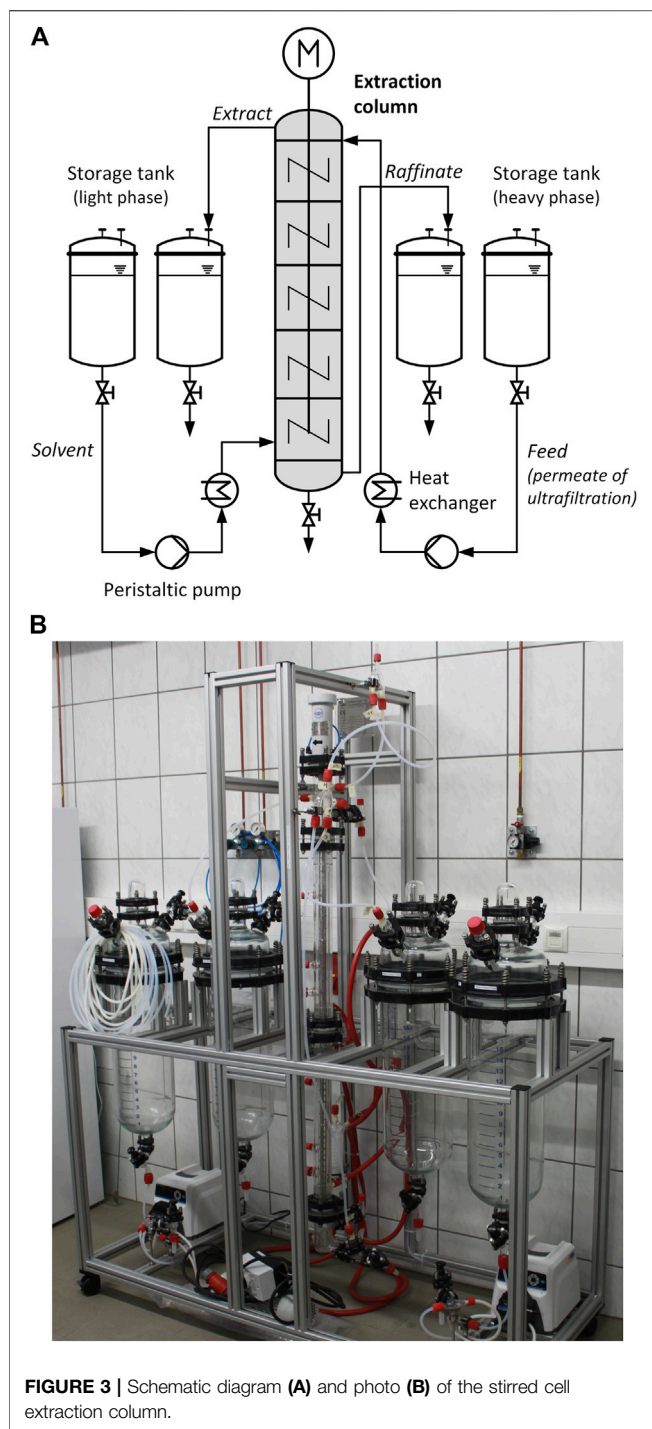 A
M
Extraction
column
Extract
Raffinate
Storage tank
(light phase)
Storage tank
(heavy phase)
Solvent
Feed
(permeate of
ultrafiltration)
Heat
exchanger
Peristaltic pump
B
FIGURE 3 | Schematic diagram (A) and photo (B) of the stirred cell
extraction column.